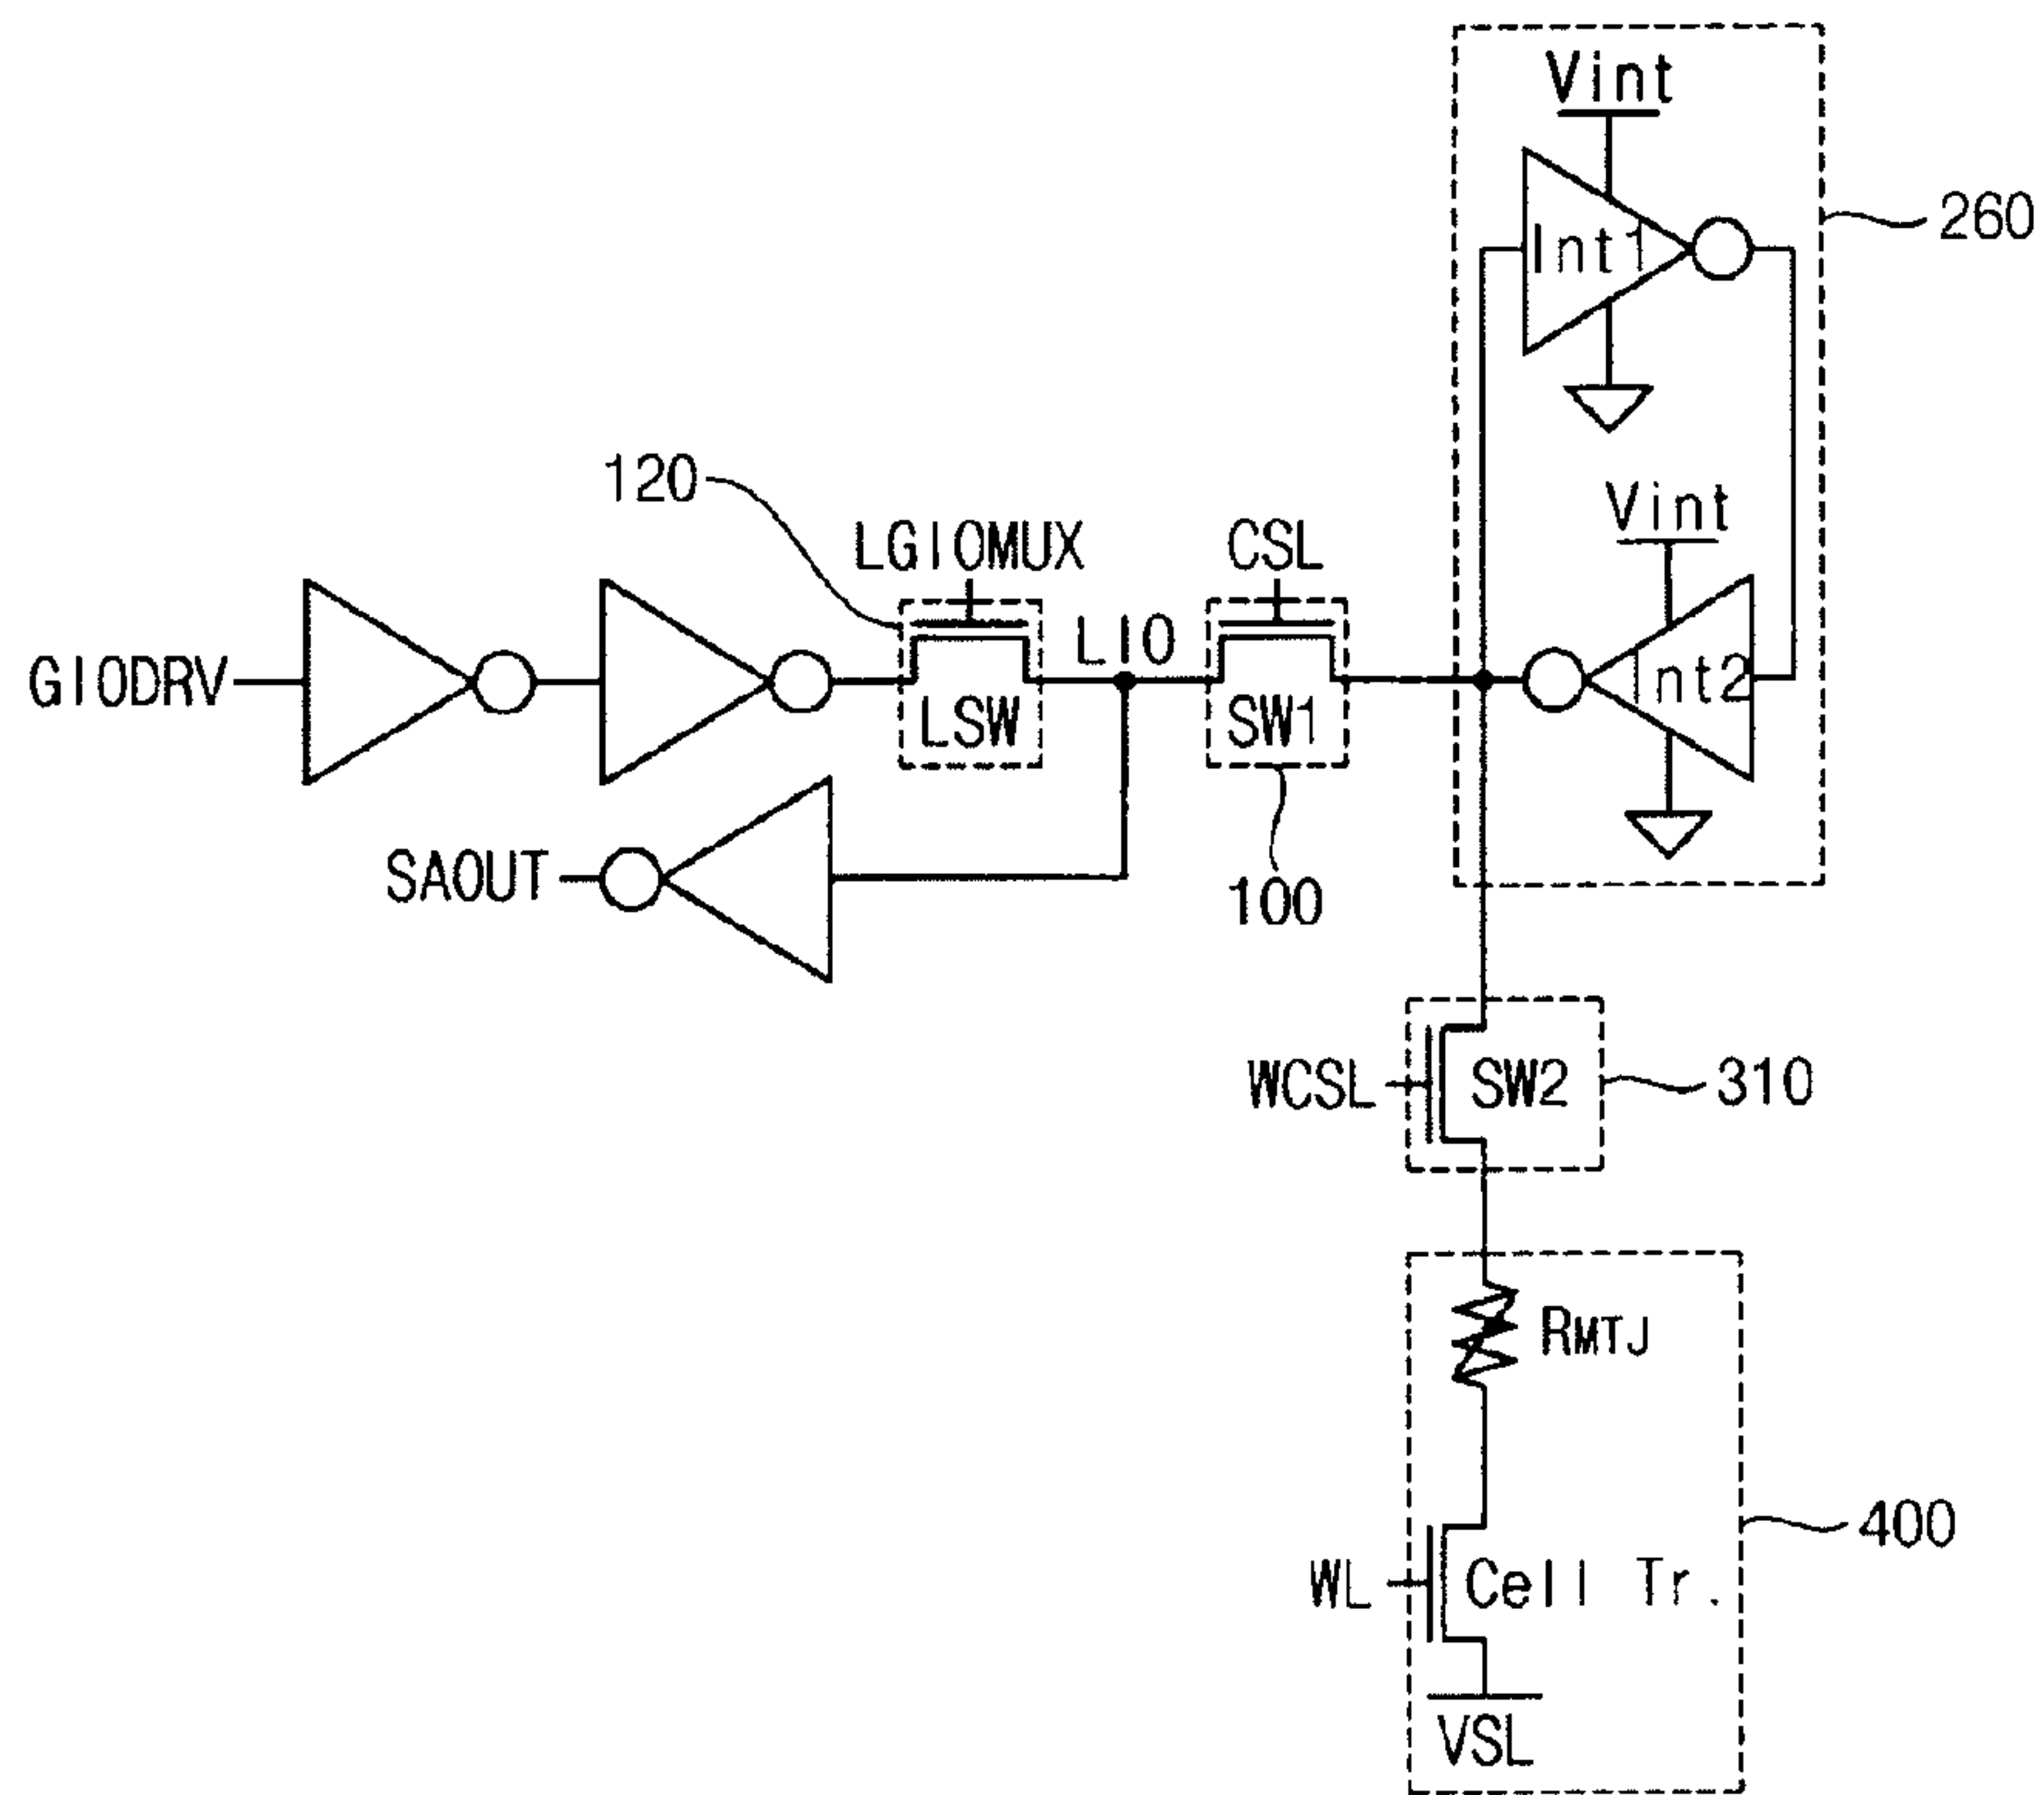 Vint
Int1
260
120
LGIOMUX
CSL
Vint
LIO
GIODRV
Int2
LSW
SW1
SAOUT
100
WCSL
SW2
310
RMTJ
400
WL
Cell Tr.
VSL